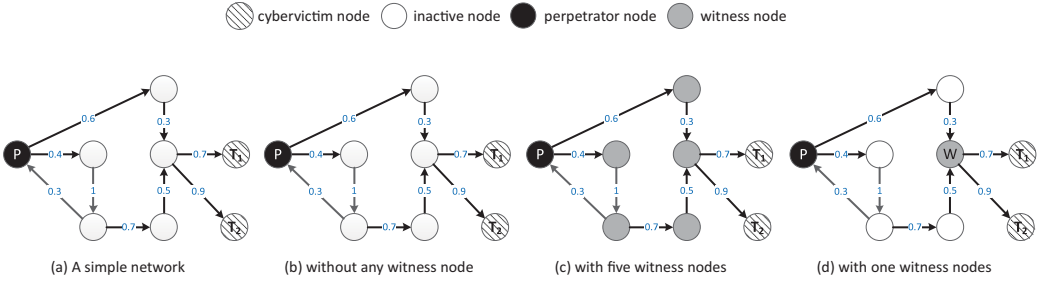 cybervictim node inactive node perpetrator node witness node
0.6
0.3
P 0.4 0.7 T1
0.3 1 0.5 0.9
0.7 T2
(a) A simple network
0.6
0.3
P 0.4 0.7 T1
0.3 1 0.5 0.9
0.7 T2
(b) without any witness node
0.6
0.3
P 0.4 0.7 T1
0.3 1 0.5 0.9
0.7 T2
(c) with five witness nodes
0.6
0.3
P 0.4 W 0.7 T1
0.3 1 0.5 0.9
0.7 T2
(d) with one witness nodes